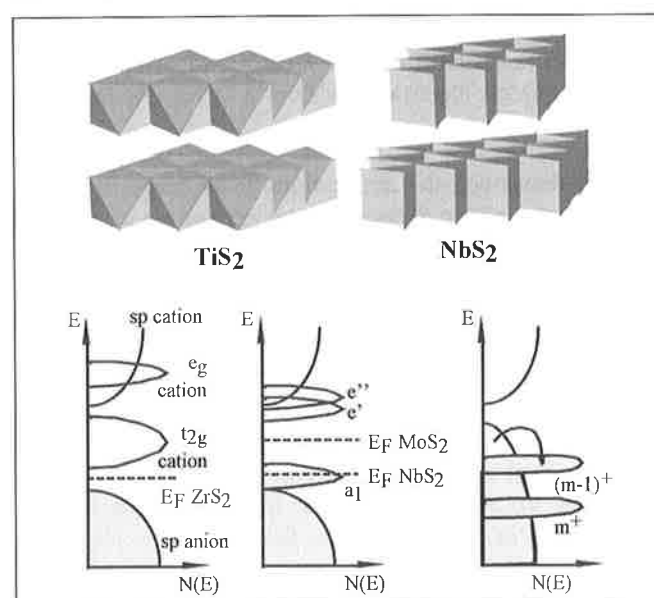 TiS2
NbS2
E
sp cation
eg
cation
t2g
cation
EF ZrS2
sp anion
N(E)
E
e''
e'
EF MoS2
EF NbS2
a1
N(E)
E
(m-1)+
m+
N(E)